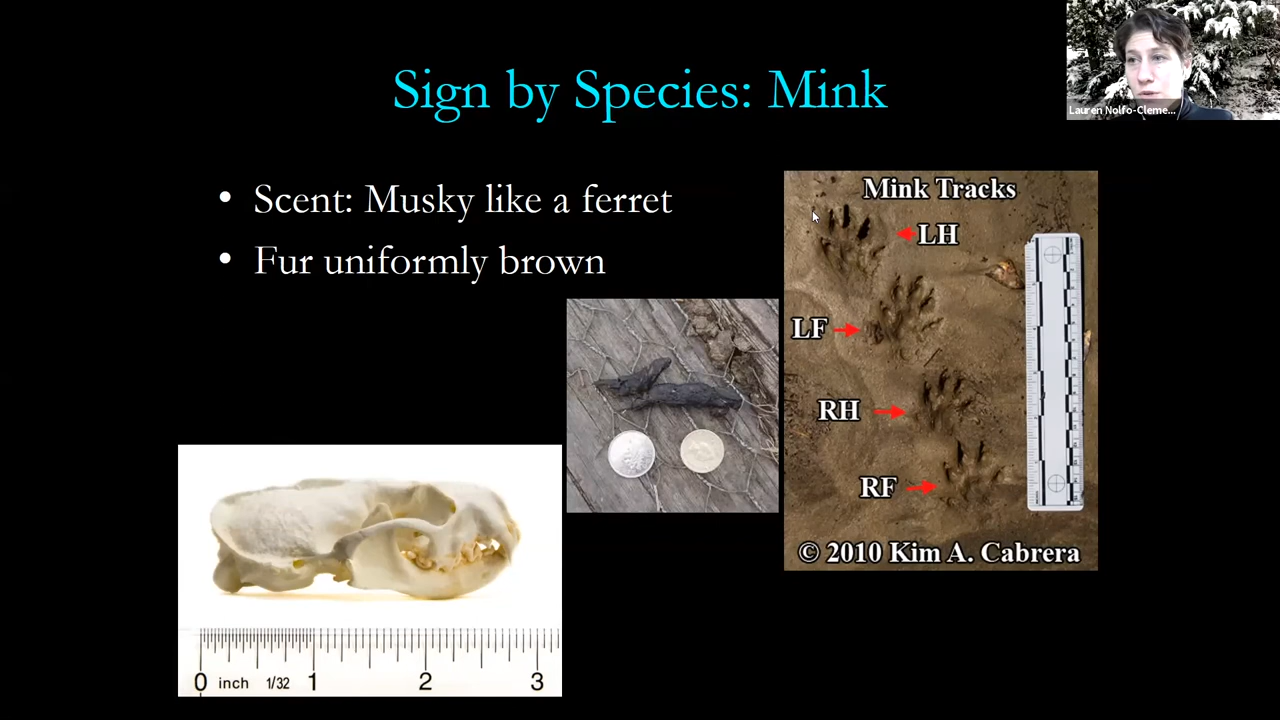 Sign by Species: Mink
Lauren Nolfo-Cleme...
• Scent: Musky like a ferret
• Fur uniformly brown
Mink Tracks
LH
LF
RH
RF
© 2010 Kim A. Cabrera
0 inch 1/32 1 2 3